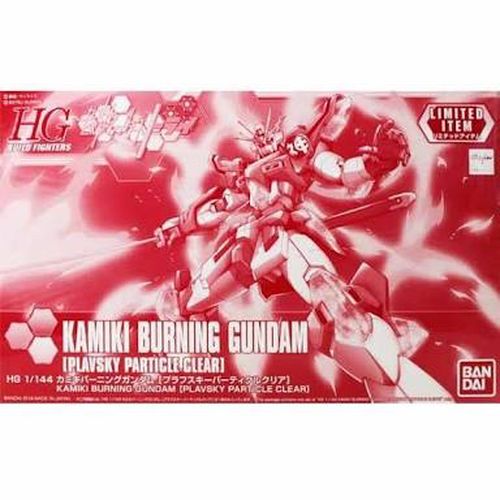 HG
BUILD FIGHTERS
LIMITED
ITEM
リミテッドアイテム
KAMIKI BURNING GUNDAM
[PLAVSKY PARTICLE CLEAR]
HG 1/144 カミキバーニングガンダム [プラフスキーパーティクルクリア]
KAMIKI BURNING GUNDAM [PLAVSKY PARTICLE CLEAR]
BAN
DAI